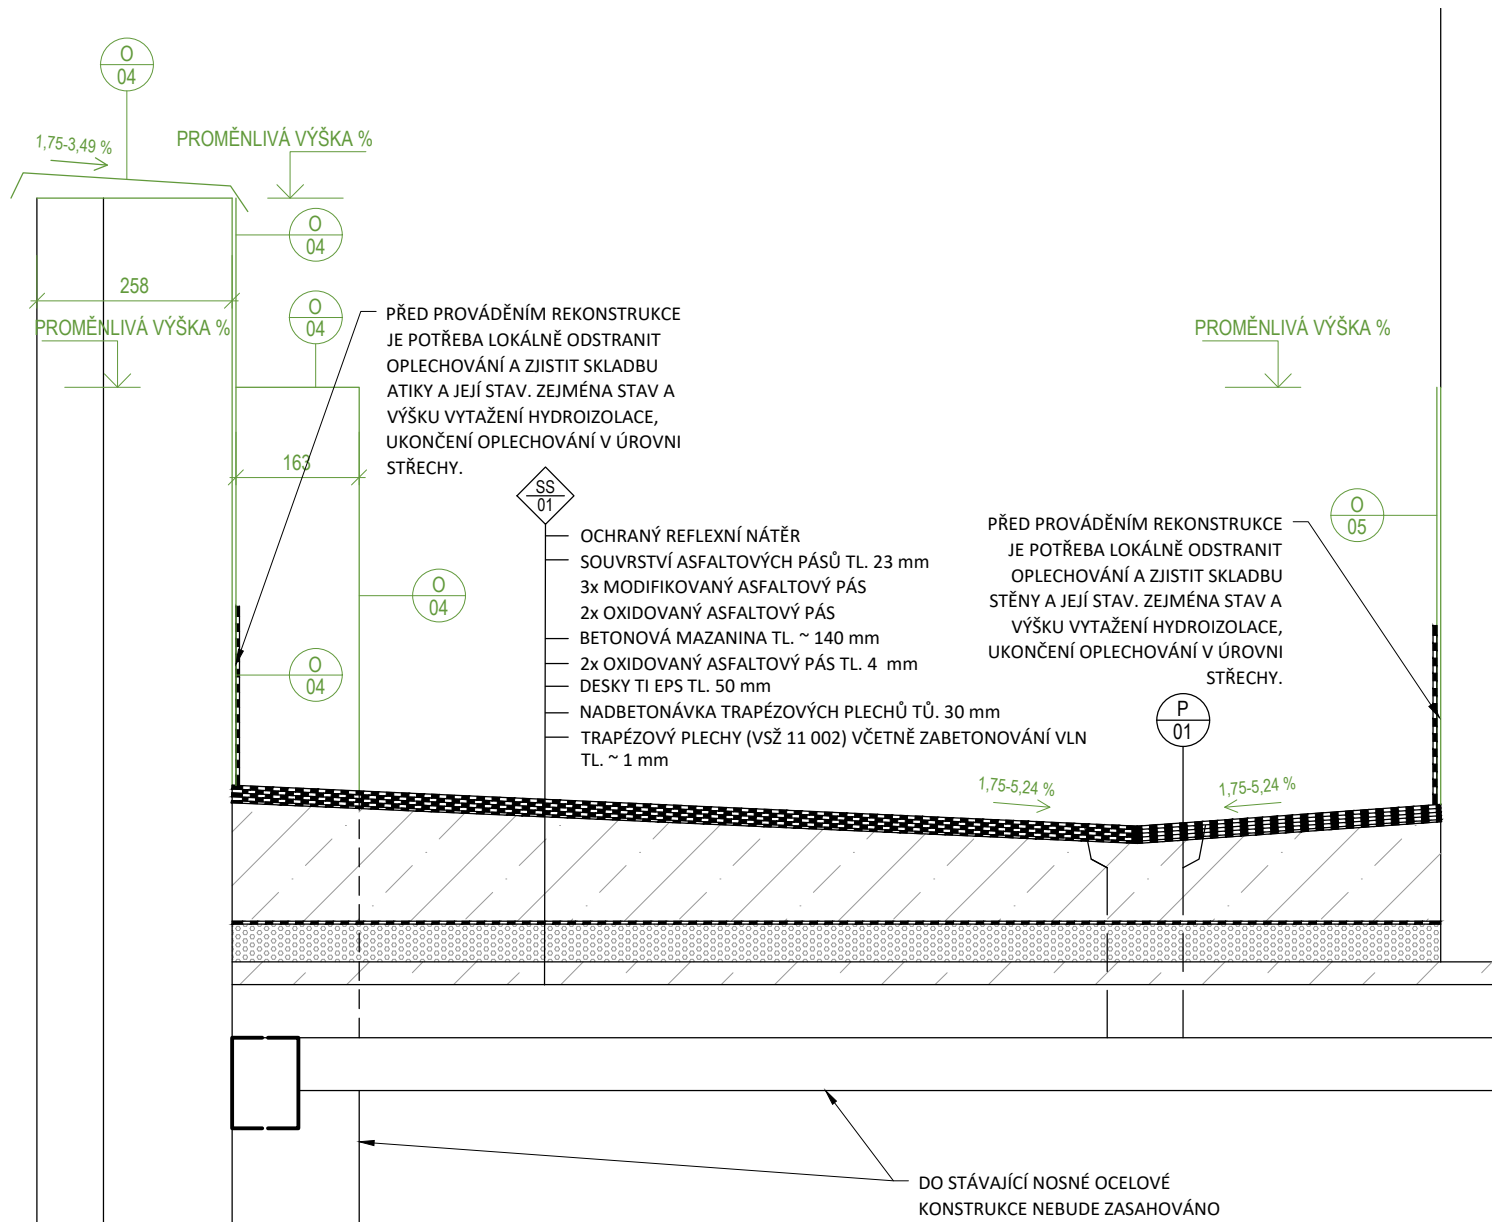 O
04
1,75-3,49 %
PROMĚNLIVÁ VÝŠKA %
O
04
258
O
04
PROMĚNLIVÁ VÝŠKA %
PŘED PROVÁDĚNÍM REKONSTRUKCE
JE POTŘEBA LOKÁLNĚ ODSTRANIT
OPLECHOVÁNÍ A ZJISTIT SKLADBU
ATIKY A JEJÍ STAV. ZEJMÉNA STAV A
VÝŠKU VYTAŽENÍ HYDROIZOLACE,
UKONČENÍ OPLECHOVÁNÍ V ÚROVNI
STŘECHY.
PROMĚNLIVÁ VÝŠKA %
163
SS
01
OCHRANÝ REFLEXNÍ NÁTĚR
SOUVRSTVÍ ASFALTOVÝCH PÁSŮ TL. 23 mm
3x MODIFIKOVANÝ ASFALTOVÝ PÁS
2x OXIDOVANÝ ASFALTOVÝ PÁS
BETONOVÁ MAZANINA TL. ~ 140 mm
2x OXIDOVANÝ ASFALTOVÝ PÁS TL. 4 mm
DESKY TI EPS TL. 50 mm
NADBETONÁVKA TRAPÉZOVÝCH PLECHŮ TŮ. 30 mm
TRAPÉZOVÝ PLECHY (VSŽ 11 002) VČETNĚ ZABETONOVÁNÍ VLN
TL. ~ 1 mm
O
04
O
04
PŘED PROVÁDĚNÍM REKONSTRUKCE
JE POTŘEBA LOKÁLNĚ ODSTRANIT
OPLECHOVÁNÍ A ZJISTIT SKLADBU
STĚNY A JEJÍ STAV. ZEJMÉNA STAV A
VÝŠKU VYTAŽENÍ HYDROIZOLACE,
UKONČENÍ OPLECHOVÁNÍ V ÚROVNI
STŘECHY.
O
05
P
01
1,75-5,24 %
1,75-5,24 %
DO STÁVAJÍCÍ NOSNÉ OCELOVÉ
KONSTRUKCE NEBUDE ZASAHOVÁNO